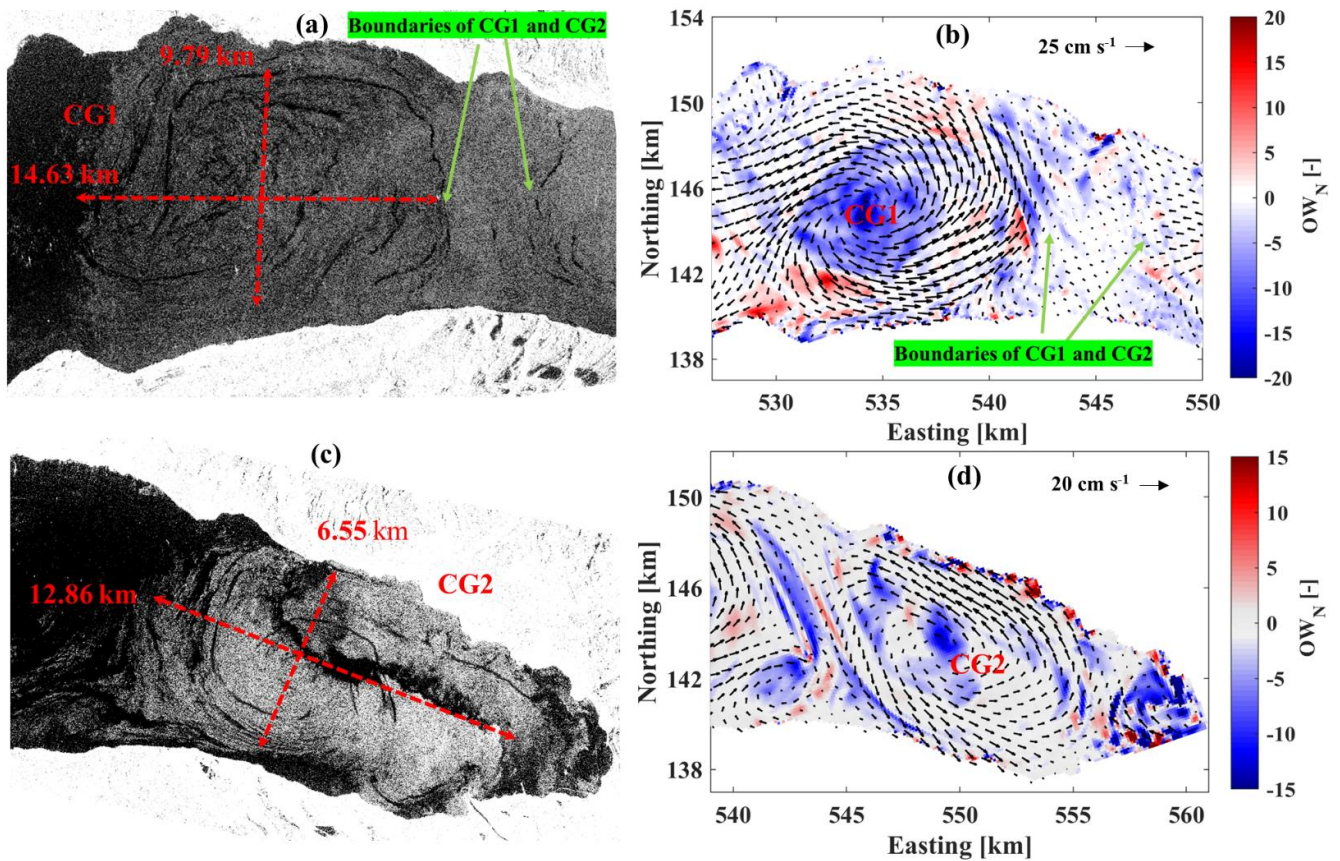 (a)
Boundaries of CG1 and CG2
9.79 km
CG1
14.63 km
(b)
25 cm s⁻¹
154
150
146
142
138
Northing [km]
CG1
Boundaries of CG1 and CG2
530
535
540
545
550
Easting [km]
20
15
10
5
0
-5
-10
-15
-20
OW_N [-]
(c)
6.55 km
CG2
12.86 km
(d)
20 cm s⁻¹
150
146
142
138
Northing [km]
CG2
540
545
550
555
560
Easting [km]
15
10
5
0
-5
-10
-15
OW_N [-]